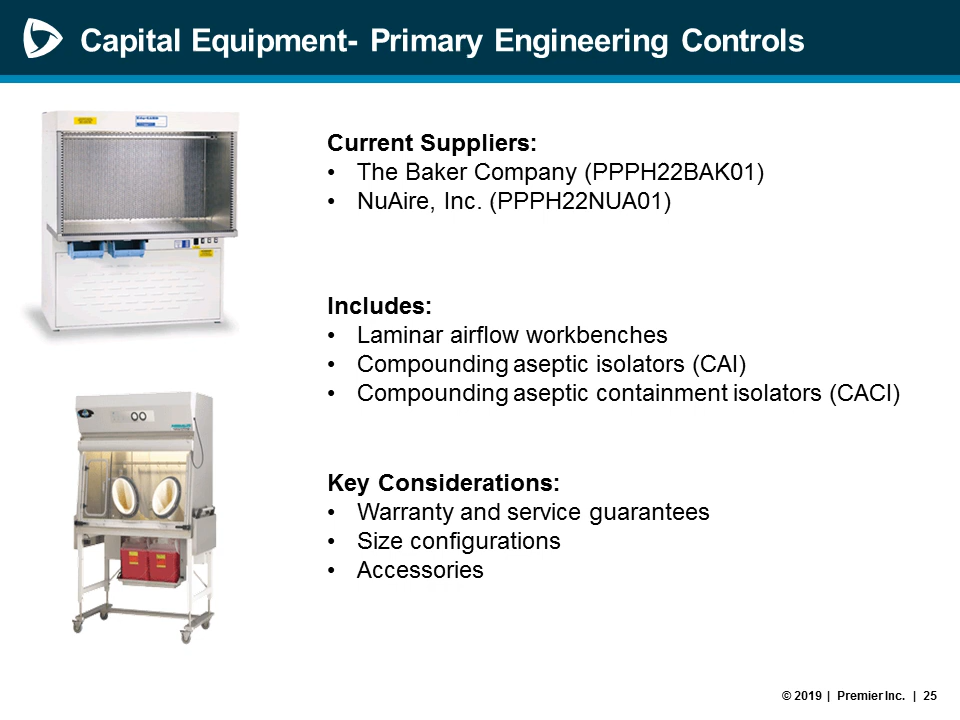 Capital Equipment- Primary Engineering Controls
Current Suppliers:
• The Baker Company (PPPH22BAK01)
• NuAire, Inc. (PPPH22NUA01)
Includes:
• Laminar airflow workbenches
• Compounding aseptic isolators (CAI)
• Compounding aseptic containment isolators (CACI)
Key Considerations:
• Warranty and service guarantees
• Size configurations
• Accessories
© 2019 | Premier Inc. | 25